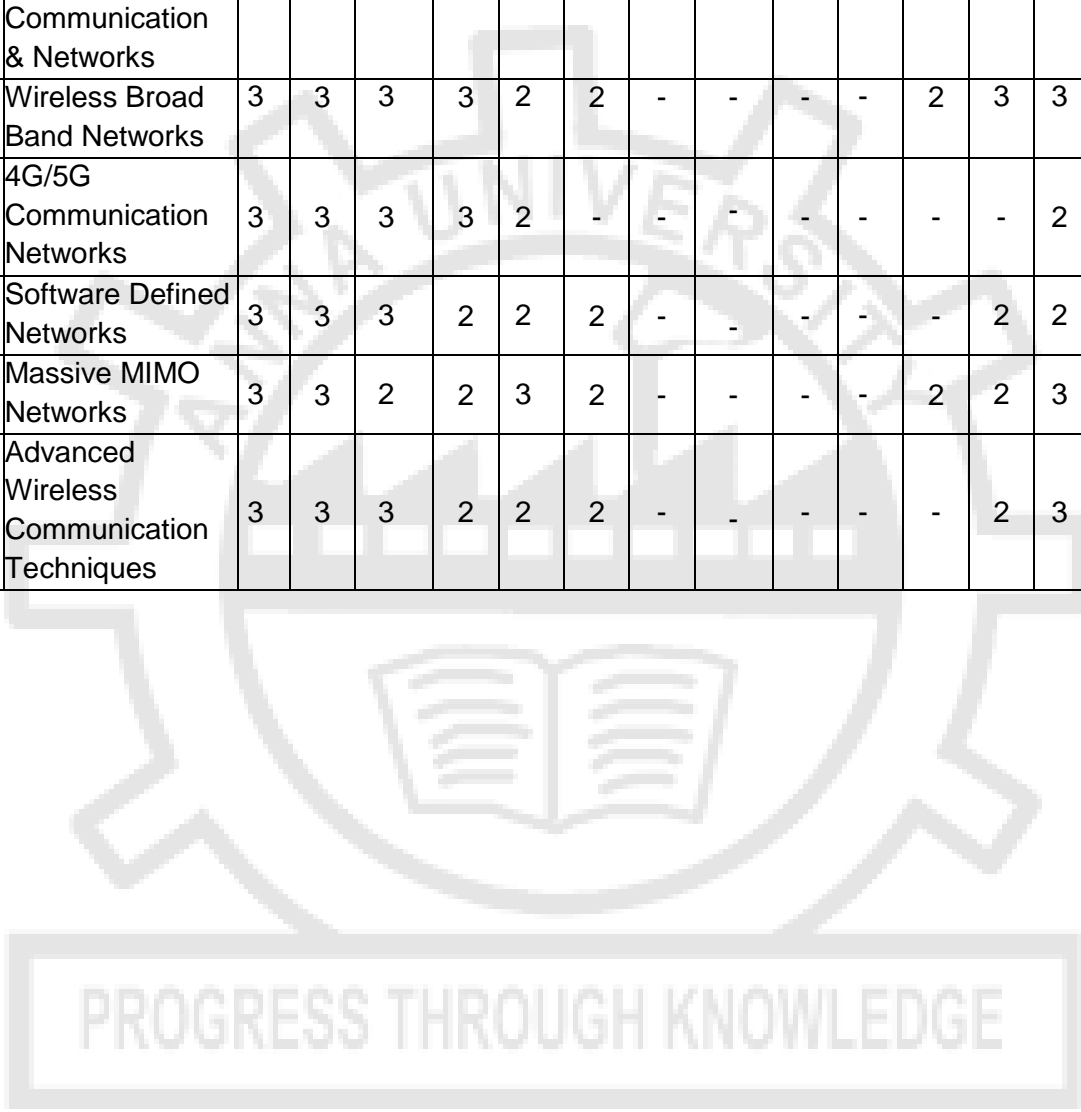 Communication
& Networks
Wireless Broad
Band Networks
3 3 3 3 2 2 - - - - 2 3 3
4G/5G
Communication
Networks
3 3 3 3 2 - - - - - - - 2
Software Defined
Networks
3 3 3 2 2 2 - - - - - 2 2
Massive MIMO
Networks
3 3 2 2 3 2 - - - - 2 2 3
Advanced
Wireless
Communication
Techniques
3 3 3 2 2 2 - - - - - 2 3
ANNA UNIVERSITY
PROGRESS THROUGH KNOWLEDGE